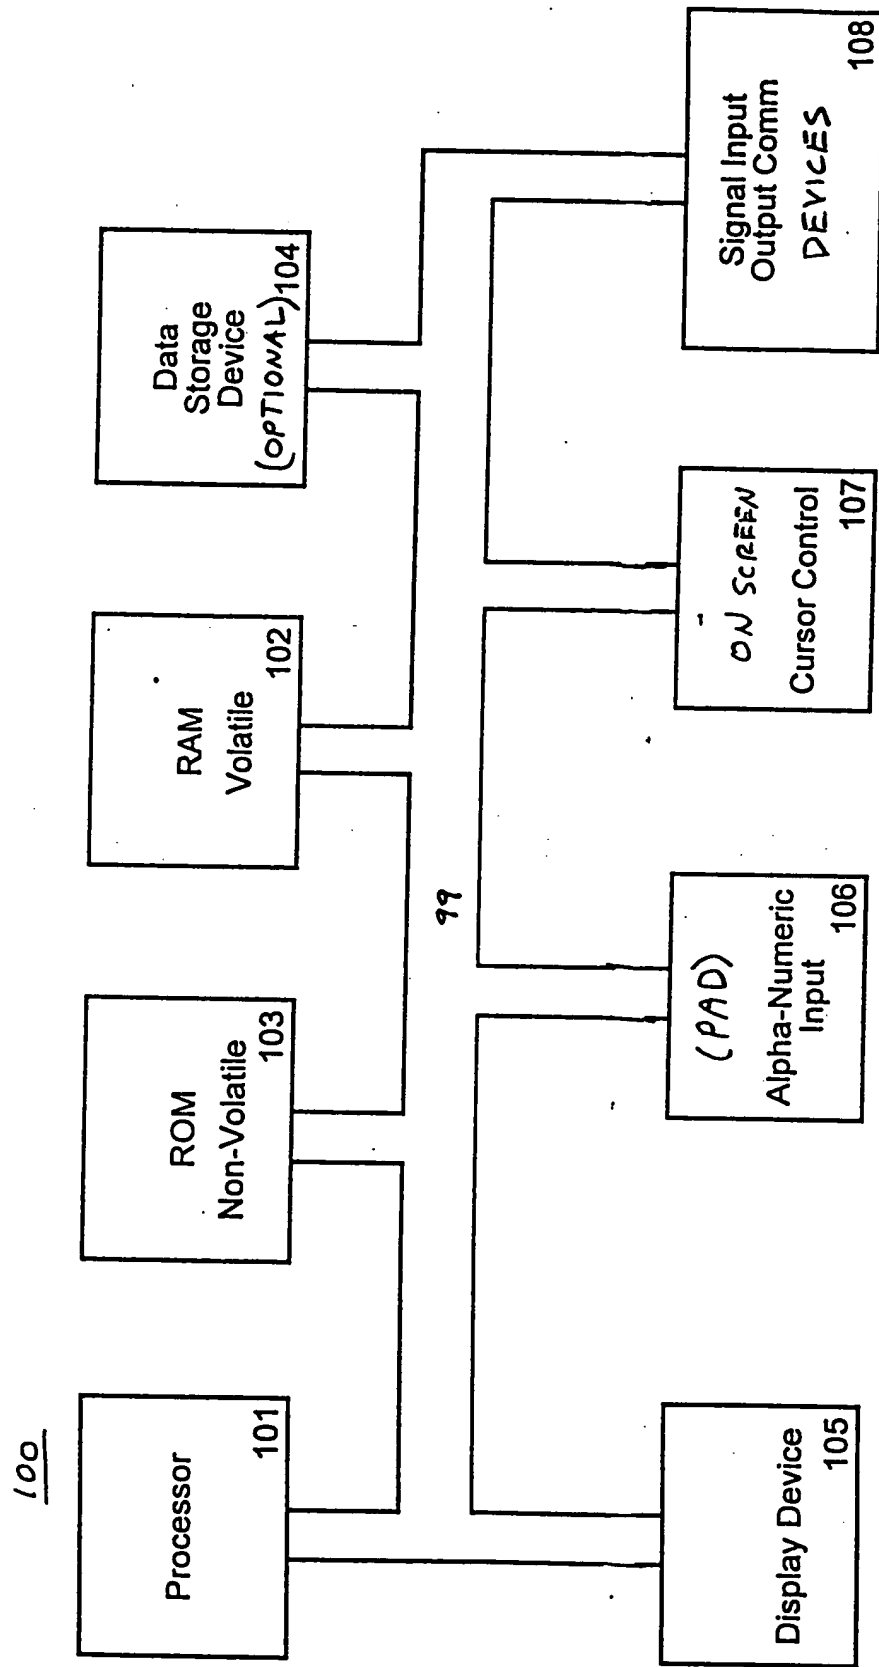 100
Processor
101
ROM
Non-Volatile
103
RAM
Volatile
102
Data
Storage
Device
(OPTIONAL)
104
99
Display Device
105
(PAD)
Alpha-Numeric
Input
106
ON SCREEN
Cursor Control
107
Signal Input
Output Comm
DEVICES
108